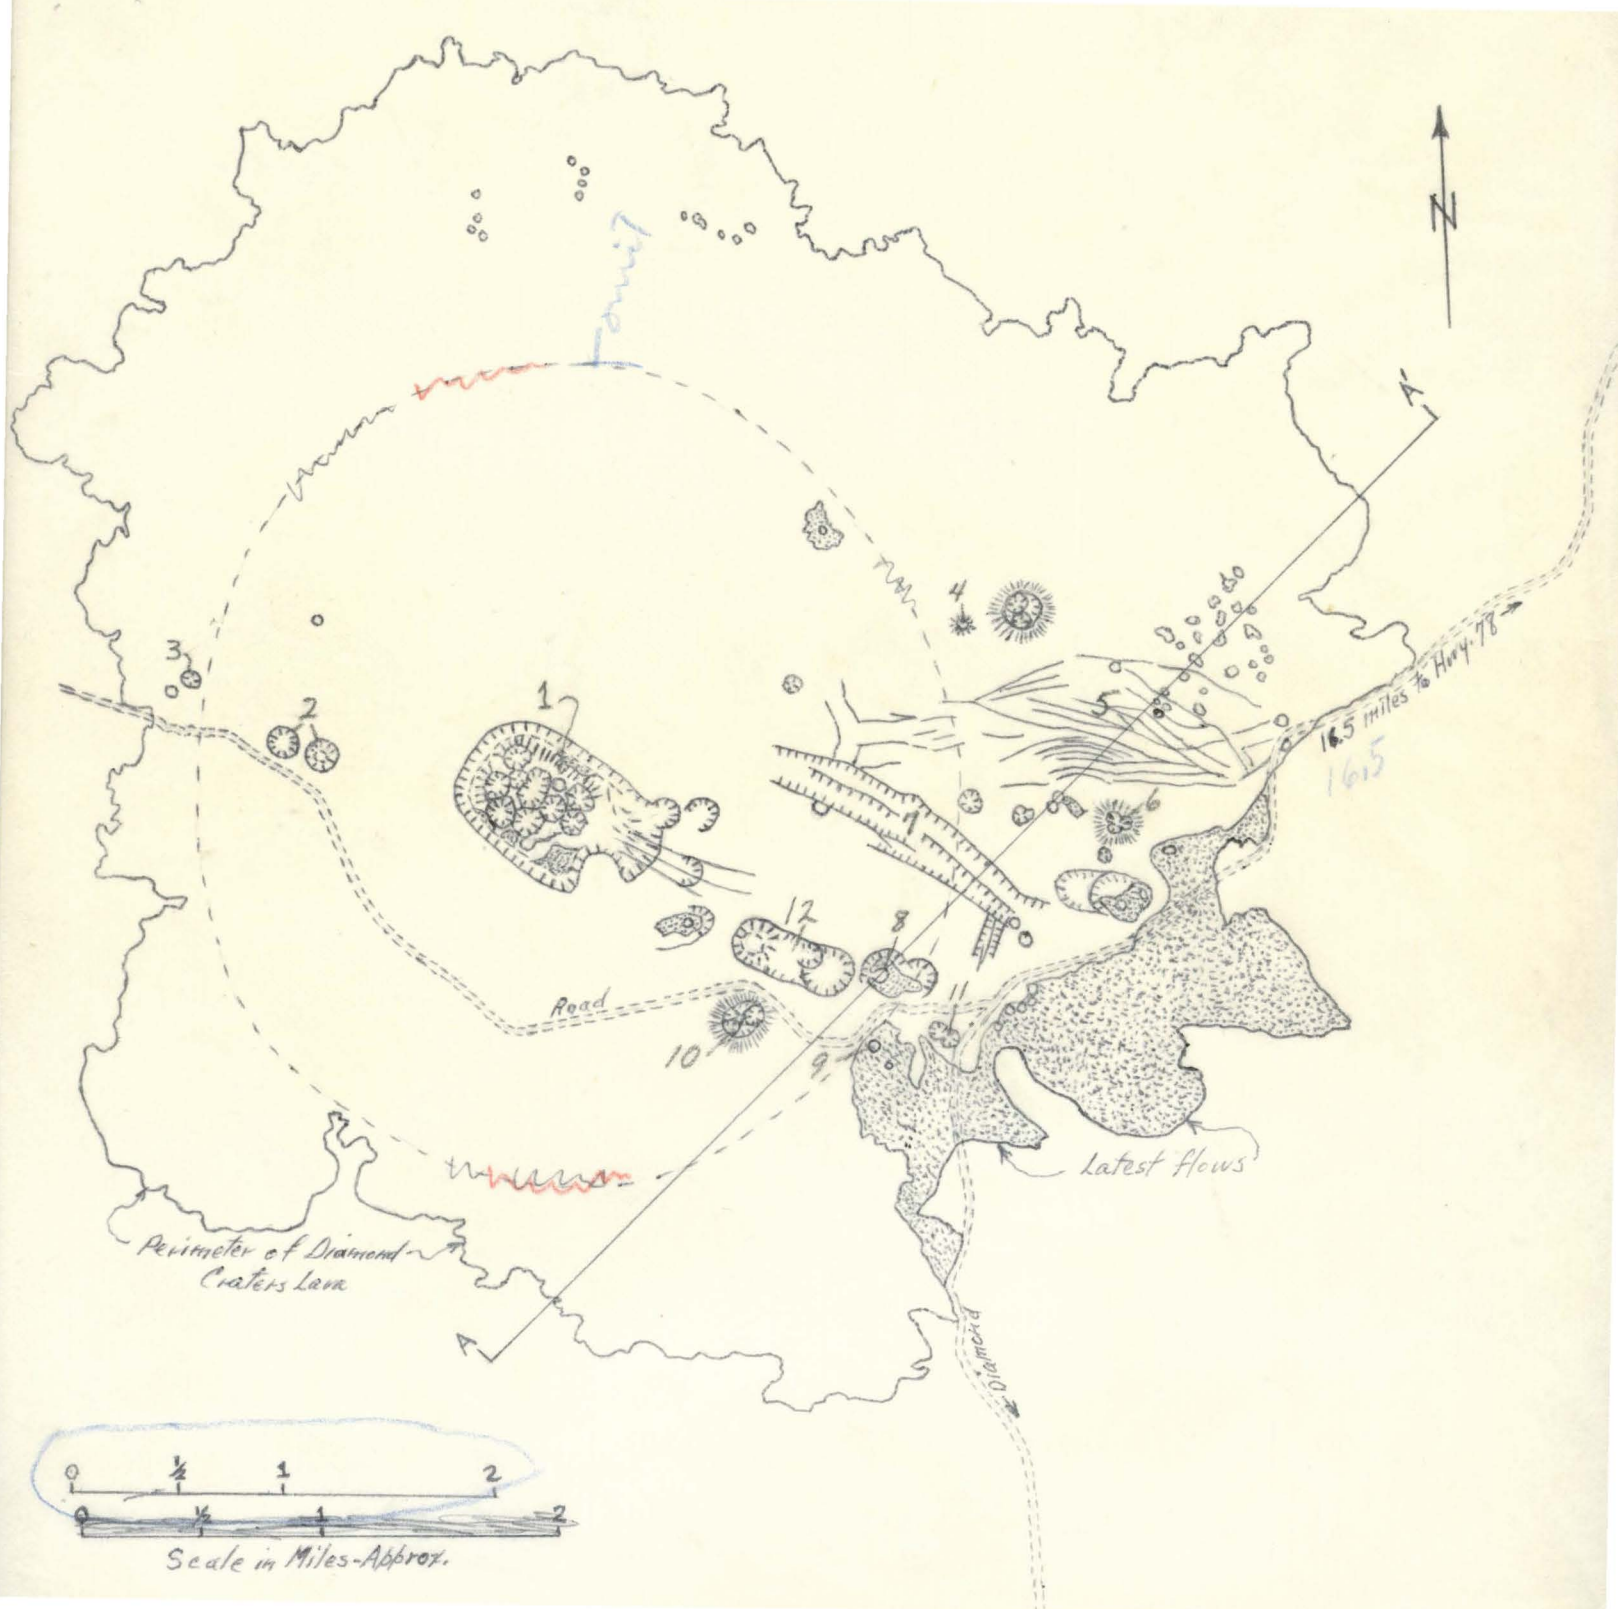 omit
N
A'
4
3
2
1
5
16.5 miles to Hwy. 78
16.5
6
7
12
8
Road
11
10
9
Latest flows
Perimeter of Diamond
Craters Lava
A
Diamond
0 ½ 1 2
0 ½ 1 2
Scale in Miles-Approx.